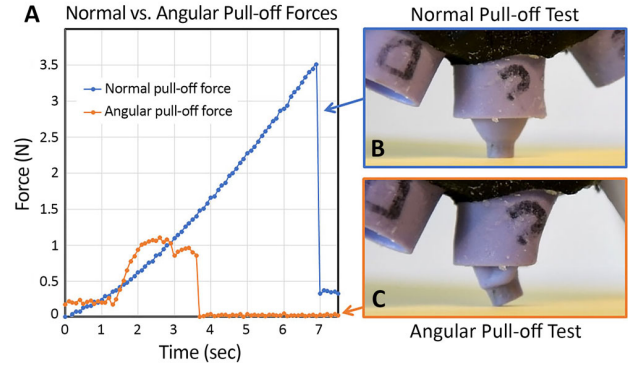 A
Normal vs. Angular Pull-off Forces
Force (N)
3.5
3
2.5
2
1.5
1
0.5
0
Normal pull-off force
Angular pull-off force
0 1 2 3 4 5 6 7
Time (sec)
Normal Pull-off Test
B
C
Angular Pull-off Test